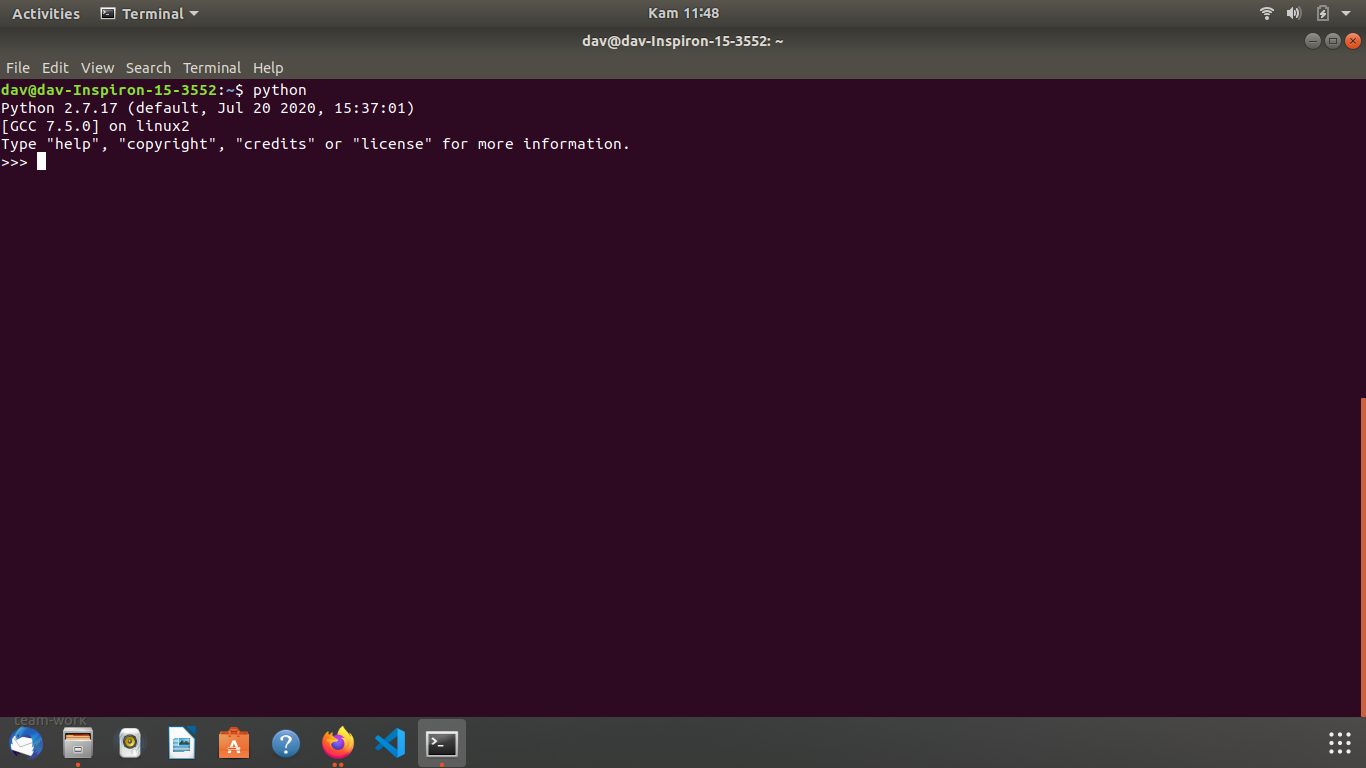 Activities Terminal Kam 11:48
dav@dav-Inspiron-15-3552: ~
File Edit View Search Terminal Help
dav@dav-Inspiron-15-3552:~$ python
Python 2.7.17 (default, Jul 20 2020, 15:37:01)
[GCC 7.5.0] on linux2
Type "help", "copyright", "credits" or "license" for more information.
>>>
team-work